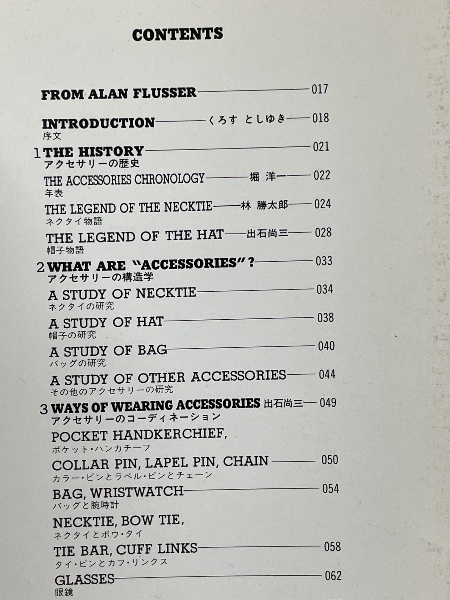 CONTENTS
FROM ALAN FLUSSER 017
INTRODUCTION くろす としゆき 018
序文
1 THE HISTORY 021
アクセサリーの歴史
THE ACCESSORIES CHRONOLOGY 堀 洋一 022
年表
THE LEGEND OF THE NECKTIE 林 勝太郎 024
ネクタイ物語
THE LEGEND OF THE HAT 出石尚三 028
帽子物語
2 WHAT ARE "ACCESSORIES"? 033
アクセサリーの構造学
A STUDY OF NECKTIE 034
ネクタイの研究
A STUDY OF HAT 038
帽子の研究
A STUDY OF BAG 040
バッグの研究
A STUDY OF OTHER ACCESSORIES 044
その他のアクセサリーの研究
3 WAYS OF WEARING ACCESSORIES 出石尚三 049
アクセサリーのコーディネーション
POCKET HANDKERCHIEF,
ポケット・ハンカチーフ
COLLAR PIN, LAPEL PIN, CHAIN 050
カラー・ピンとラペル・ピンとチェーン
BAG, WRISTWATCH 054
バッグと腕時計
NECKTIE, BOW TIE,
ネクタイとボウ・タイ
TIE BAR, CUFF LINKS 058
タイ・ピンとカフ・リンクス
GLASSES 062
眼鏡